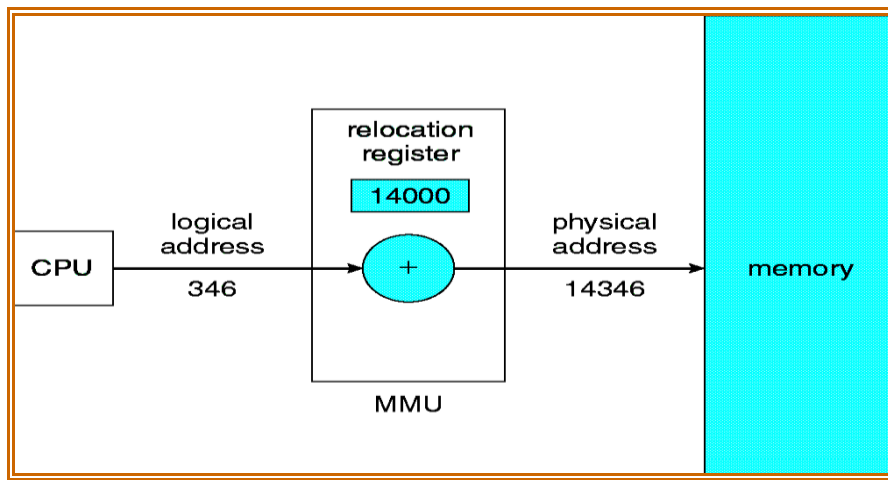 relocation
register
14000
logical
address
physical
address
CPU
+
memory
346
14346
MMU